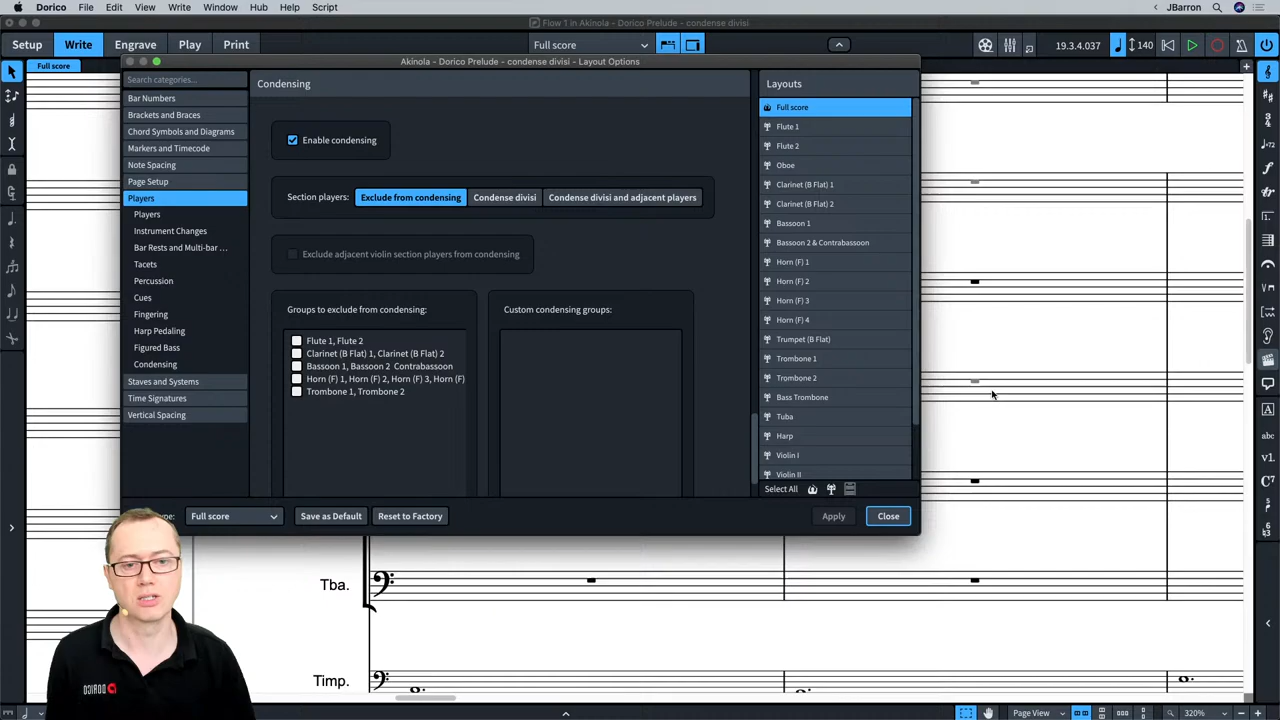 Dorico File Edit View Write Window Hub Help Script JBarron
Flow 1 in Akinola - Dorico Prelude - condense divisi
Setup Write Engrave Play Print Full score 19.3.4.037 140
Full score
Akinola - Dorico Prelude - condense divisi - Layout Options
Search categories...
Bar Numbers
Brackets and Braces
Chord Symbols and Diagrams
Markers and Timecode
Note Spacing
Page Setup
Players
Players
Instrument Changes
Bar Rests and Multi-bar ...
Tacets
Percussion
Cues
Fingering
Harp Pedaling
Figured Bass
Condensing
Staves and Systems
Time Signatures
Vertical Spacing
Condensing
Enable condensing
Section players: Exclude from condensing Condense divisi Condense divisi and adjacent players
Exclude adjacent violin section players from condensing
Groups to exclude from condensing:
Flute 1, Flute 2
Clarinet (B Flat) 1, Clarinet (B Flat) 2
Bassoon 1, Bassoon 2 Contrabassoon
Horn (F) 1, Horn (F) 2, Horn (F) 3, Horn (F)
Trombone 1, Trombone 2
Custom condensing groups:
Layouts
Full score
Flute 1
Flute 2
Oboe
Clarinet (B Flat) 1
Clarinet (B Flat) 2
Bassoon 1
Bassoon 2 & Contrabassoon
Horn (F) 1
Horn (F) 2
Horn (F) 3
Horn (F) 4
Trumpet (B Flat)
Trombone 1
Trombone 2
Bass Trombone
Tuba
Harp
Violin I
Violin II
Select All
Full score Save as Default Reset to Factory Apply Close
Tba.
Timp.
DORICO
Page View 320%